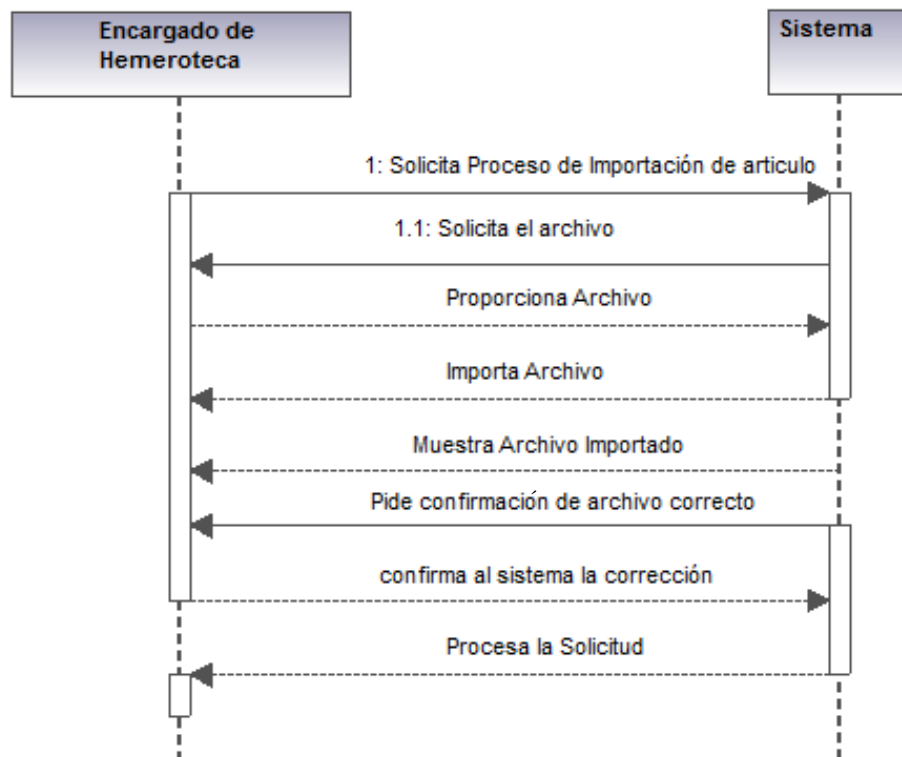 Encargado de
Hemeroteca
Sistema
1: Solicita Proceso de Importación de articulo
1.1: Solicita el archivo
Proporciona Archivo
Importa Archivo
Muestra Archivo Importado
Pide confirmación de archivo correcto
confirma al sistema la corrección
Procesa la Solicitud